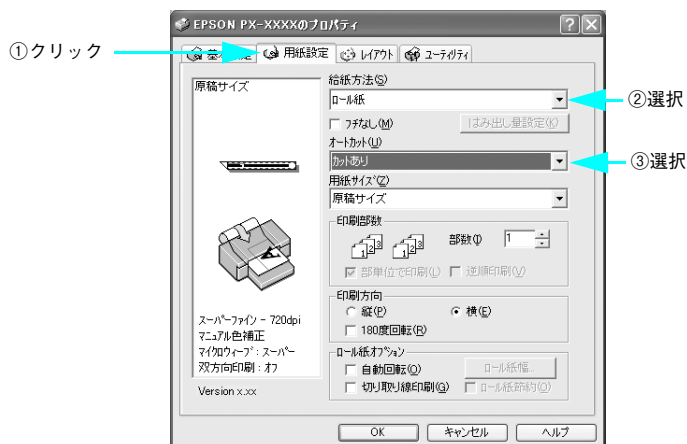 EPSON PX-XXXXのプロパティ
①クリック
用紙設定
レイアウト
ユーティリティ
原稿サイズ
給紙方法(S)
ロール紙
②選択
フチなし(M)
はみ出し量設定(K)
オートカット(U)
カットあり
③選択
用紙サイズ(Z)
原稿サイズ
印刷部数
部数(I)
1
部単位で印刷(L)
逆順印刷(V)
印刷方向
縦(P)
横(E)
180度回転(R)
スーパーファイン - 720dpi
マニュアル色補正
マイクロウィーブ : スーパー
双方向印刷 : オフ
ロール紙オプション
自動回転(O)
ロール紙幅...
切り取り線印刷(G)
ロール紙節約(O)
Version x.xx
OK
キャンセル
ヘルプ